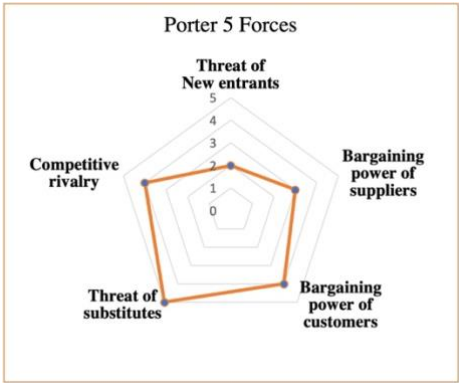 Porter 5 Forces
Threat of
New entrants
5
4
3
2
1
0
Bargaining
power of
suppliers
Bargaining
power of
customers
Threat of
substitutes
Competitive
rivalry